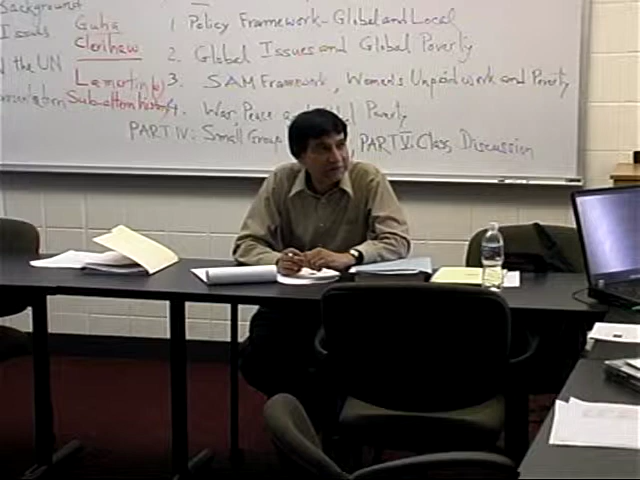 Background
Issues
Guha
Clerihew
d the UN
Lamartin(e)
Subaltern history
1 Policy Framework-Global and Local
2. Global Issues and Global Poverty
3. SAM Framework, Women's Unpaid work and Poverty
4. War, Peace and Poverty
PART IV: Small Group , PART V: Class Discussion